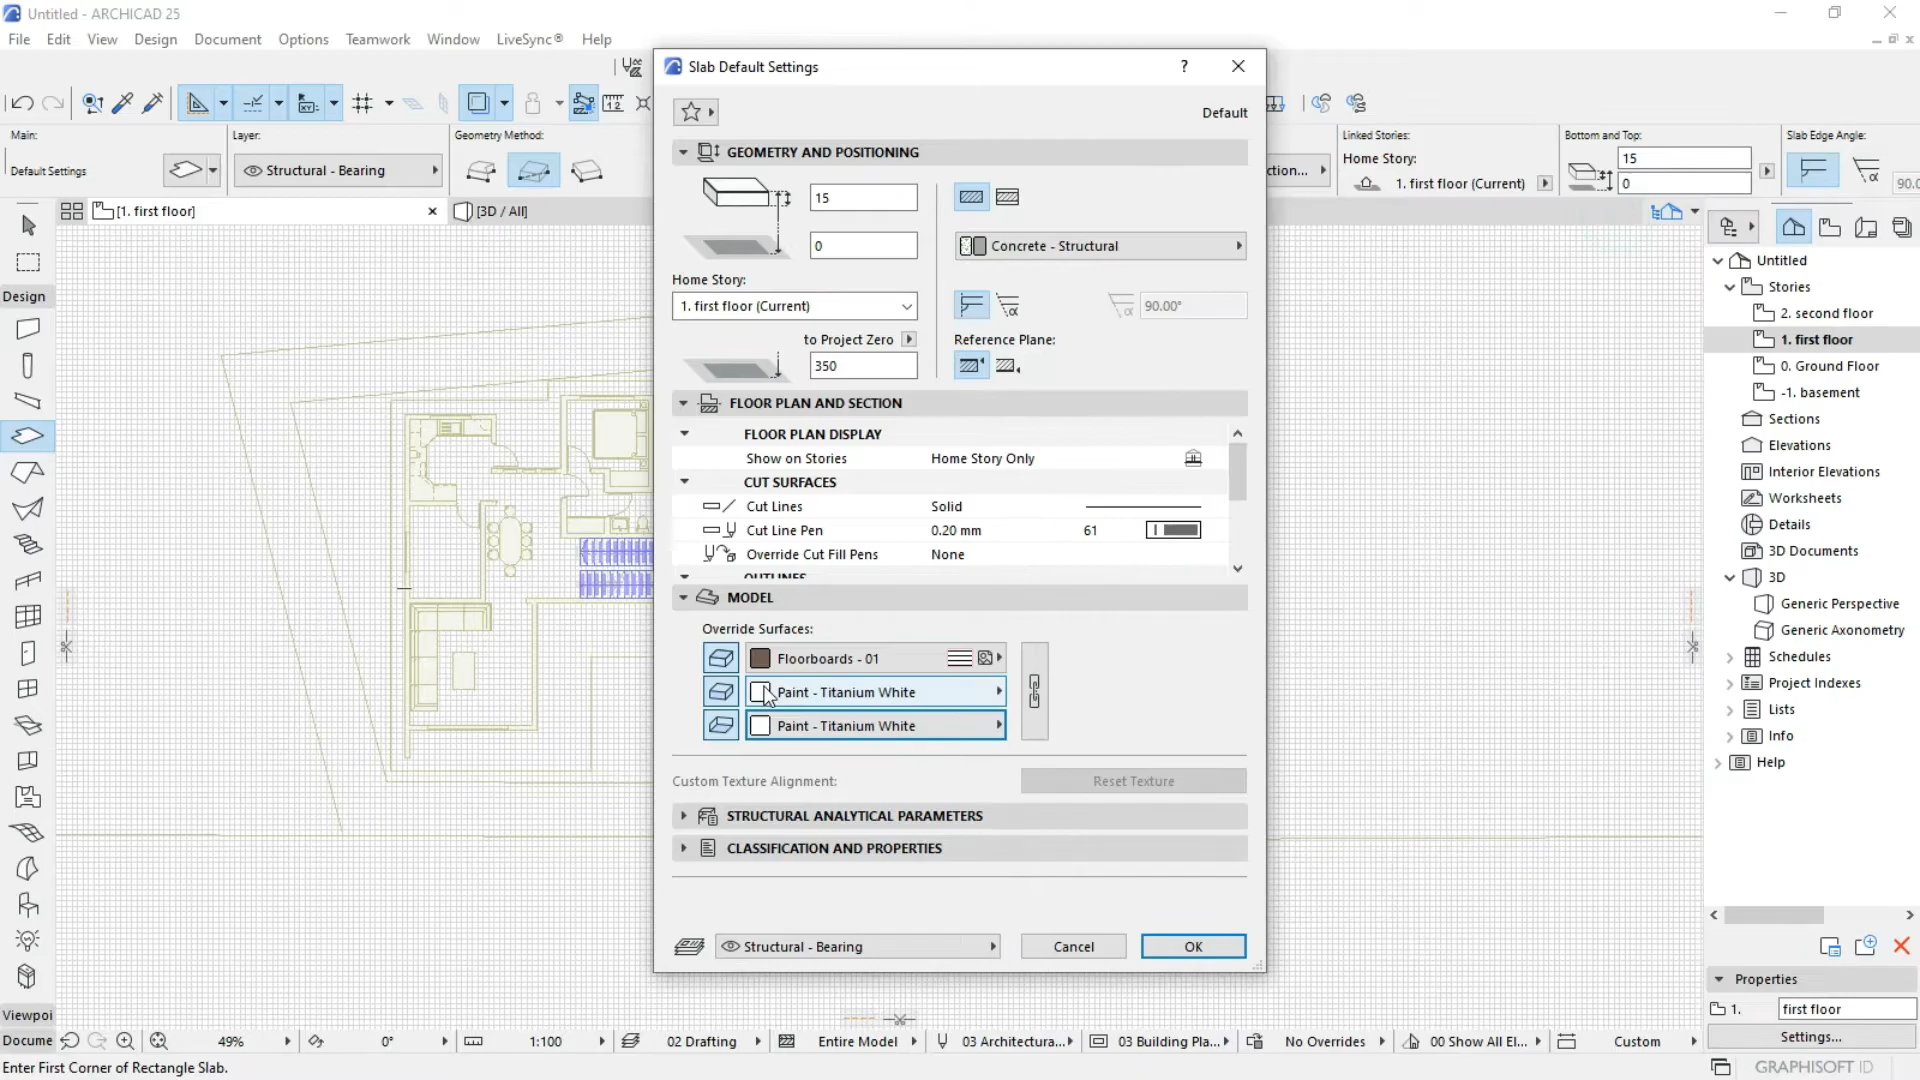 Untitled - ARCHICAD 25
File Edit View Design Document Options Teamwork Window LiveSync® Help
Main:
Default Settings
Layer:
Structural - Bearing
Geometry Method:
Linked Stories:
Home Story:
1. first floor (Current)
Bottom and Top:
15
0
Slab Edge Angle:
[1. first floor]
[3D / All]
Design
Viewpoi
Docume
Slab Default Settings
?
Default
GEOMETRY AND POSITIONING
15
0
Concrete - Structural
Home Story:
1. first floor (Current)
90.00°
to Project Zero
350
Reference Plane:
FLOOR PLAN AND SECTION
FLOOR PLAN DISPLAY
Show on Stories Home Story Only
CUT SURFACES
Cut Lines Solid
Cut Line Pen 0.20 mm 61
Override Cut Fill Pens None
OUTLINES
MODEL
Override Surfaces:
Floorboards - 01
Paint - Titanium White
Paint - Titanium White
Custom Texture Alignment:
Reset Texture
STRUCTURAL ANALYTICAL PARAMETERS
CLASSIFICATION AND PROPERTIES
Structural - Bearing
Cancel
OK
Untitled
Stories
2. second floor
1. first floor
0. Ground Floor
-1. basement
Sections
Elevations
Interior Elevations
Worksheets
Details
3D Documents
3D
Generic Perspective
Generic Axonometry
Schedules
Project Indexes
Lists
Info
Help
Properties
1. first floor
Settings...
49%
0°
1:100
02 Drafting
Entire Model
03 Architectura...
03 Building Pla...
No Overrides
00 Show All El...
Custom
Enter First Corner of Rectangle Slab.
GRAPHISOFT ID